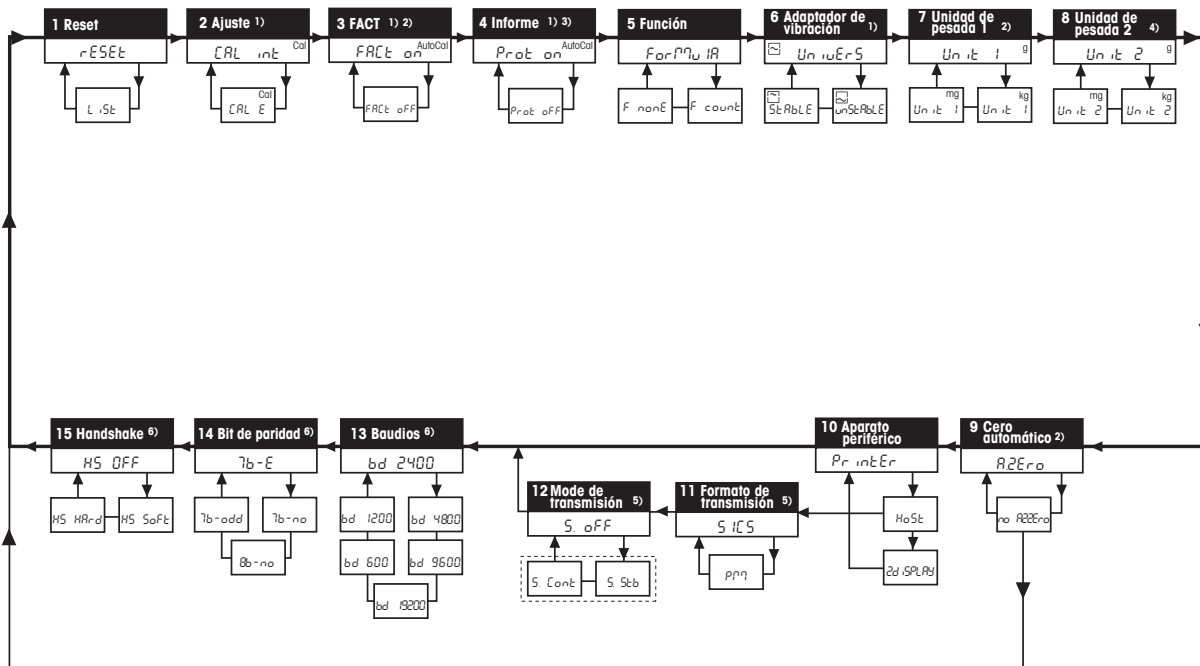 1 Reset
rESEt
L iSt
2 Ajuste 1)
CAL int Cal
CAL E Cal
3 FACT 1) 2)
FACt on AutoCal
FACt oFF
4 Informe 1) 3)
Prot on AutoCal
Prot oFF
5 Función
F nonE
F count
6 Adaptador de
vibración 1)
UnivErS
StAbLE
unStAbLE
7 Unidad de
pesada 1 2)
Unit 1 g
Unit 1 mg
Unit 1 kg
8 Unidad de
pesada 2 4)
Unit 2 g
Unit 2 mg
Unit 2 kg
15 Handshake 6)
HS OFF
HS HArd
HS SoFt
14 Bit de paridad 6)
7b-E
7b-odd
7b-no
8b-no
13 Baudios 6)
bd 2400
bd 1200
bd 4800
bd 600
bd 9600
bd 19200
12 Mode de
transmisión 5)
S. oFF
S. Cont
S. Stb
11 Formato de
transmisión 5)
S ICS
PM
10 Aparato
periférico
PrintEr
HoSt
2diSPLAY
9 Cero
automático 2)
A.ZEro
no